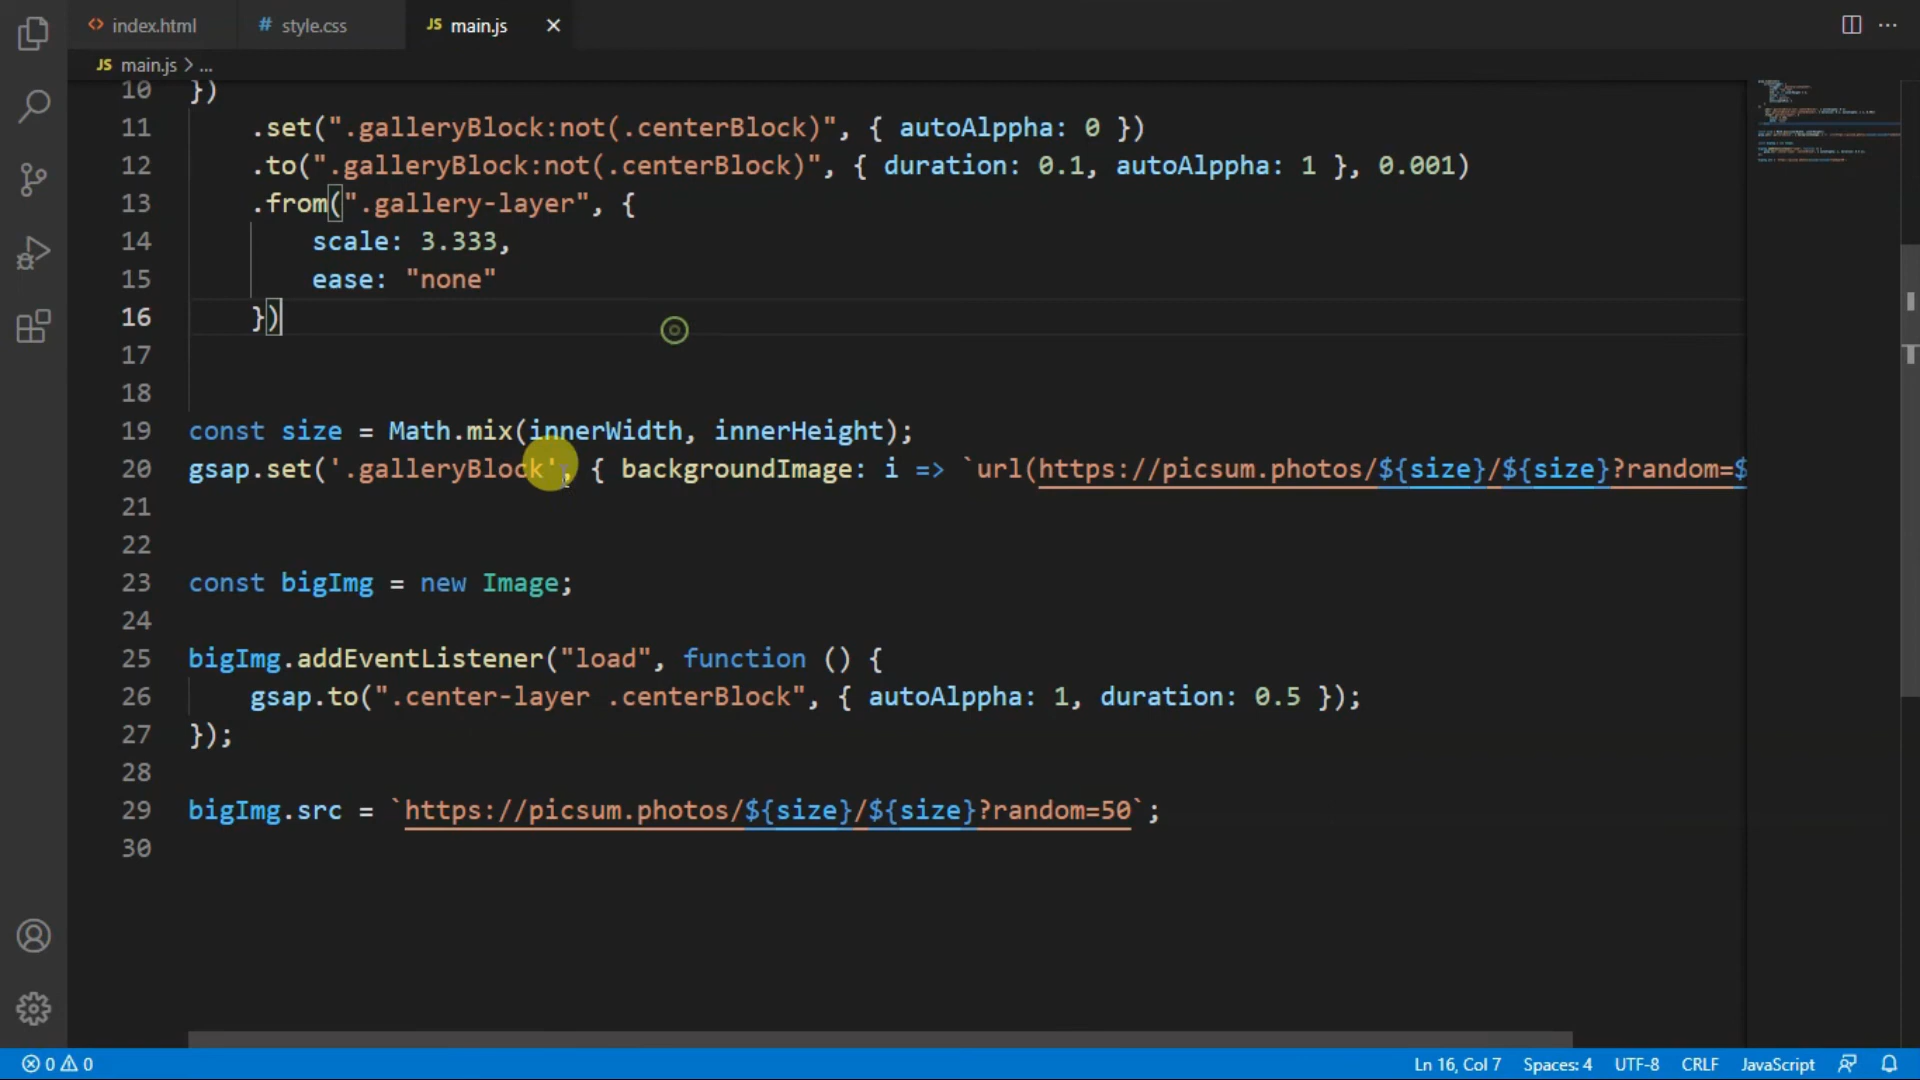 index.html
# style.css
JS main.js
JS main.js > ...
10 })
11 .set(".galleryBlock:not(.centerBlock)", { autoAlppha: 0 })
12 .to(".galleryBlock:not(.centerBlock)", { duration: 0.1, autoAlppha: 1 }, 0.001)
13 .from(".gallery-layer", {
14 scale: 3.333,
15 ease: "none"
16 })
17
18
19 const size = Math.mix(innerWidth, innerHeight);
20 gsap.set('.galleryBlock', { backgroundImage: i => `url(https://picsum.photos/${size}/${size}?random=$
21
22
23 const bigImg = new Image;
24
25 bigImg.addEventListener("load", function () {
26 gsap.to(".center-layer .centerBlock", { autoAlppha: 1, duration: 0.5 });
27 });
28
29 bigImg.src = `https://picsum.photos/${size}/${size}?random=50`;
30
0 0
Ln 16, Col 7
Spaces: 4
UTF-8
CRLF
JavaScript